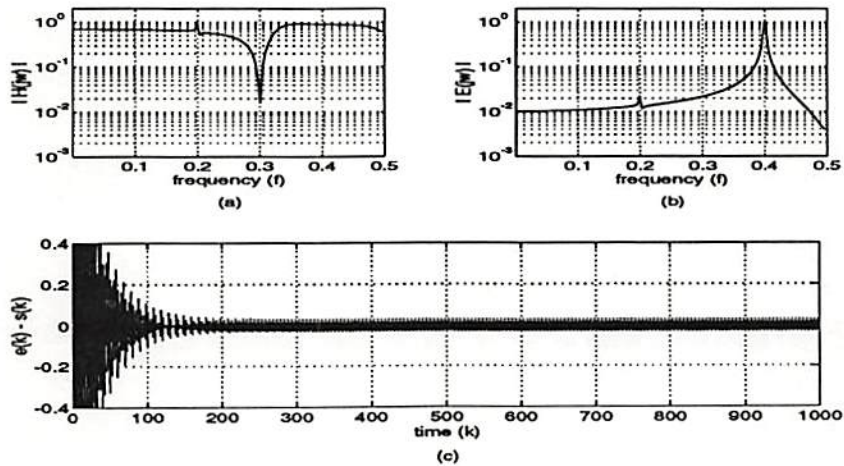 10⁰
10⁻¹
10⁻²
10⁻³
|H(jw)|
0.1 0.2 0.3 0.4 0.5
frequency (f)
(a)
10⁰
10⁻¹
10⁻²
10⁻³
|E(jw)|
0.1 0.2 0.3 0.4 0.5
frequency (f)
(b)
0.4
0.2
0
-0.2
-0.4
e(k) - s(k)
0 100 200 300 400 500 600 700 800 900 1000
time (k)
(c)